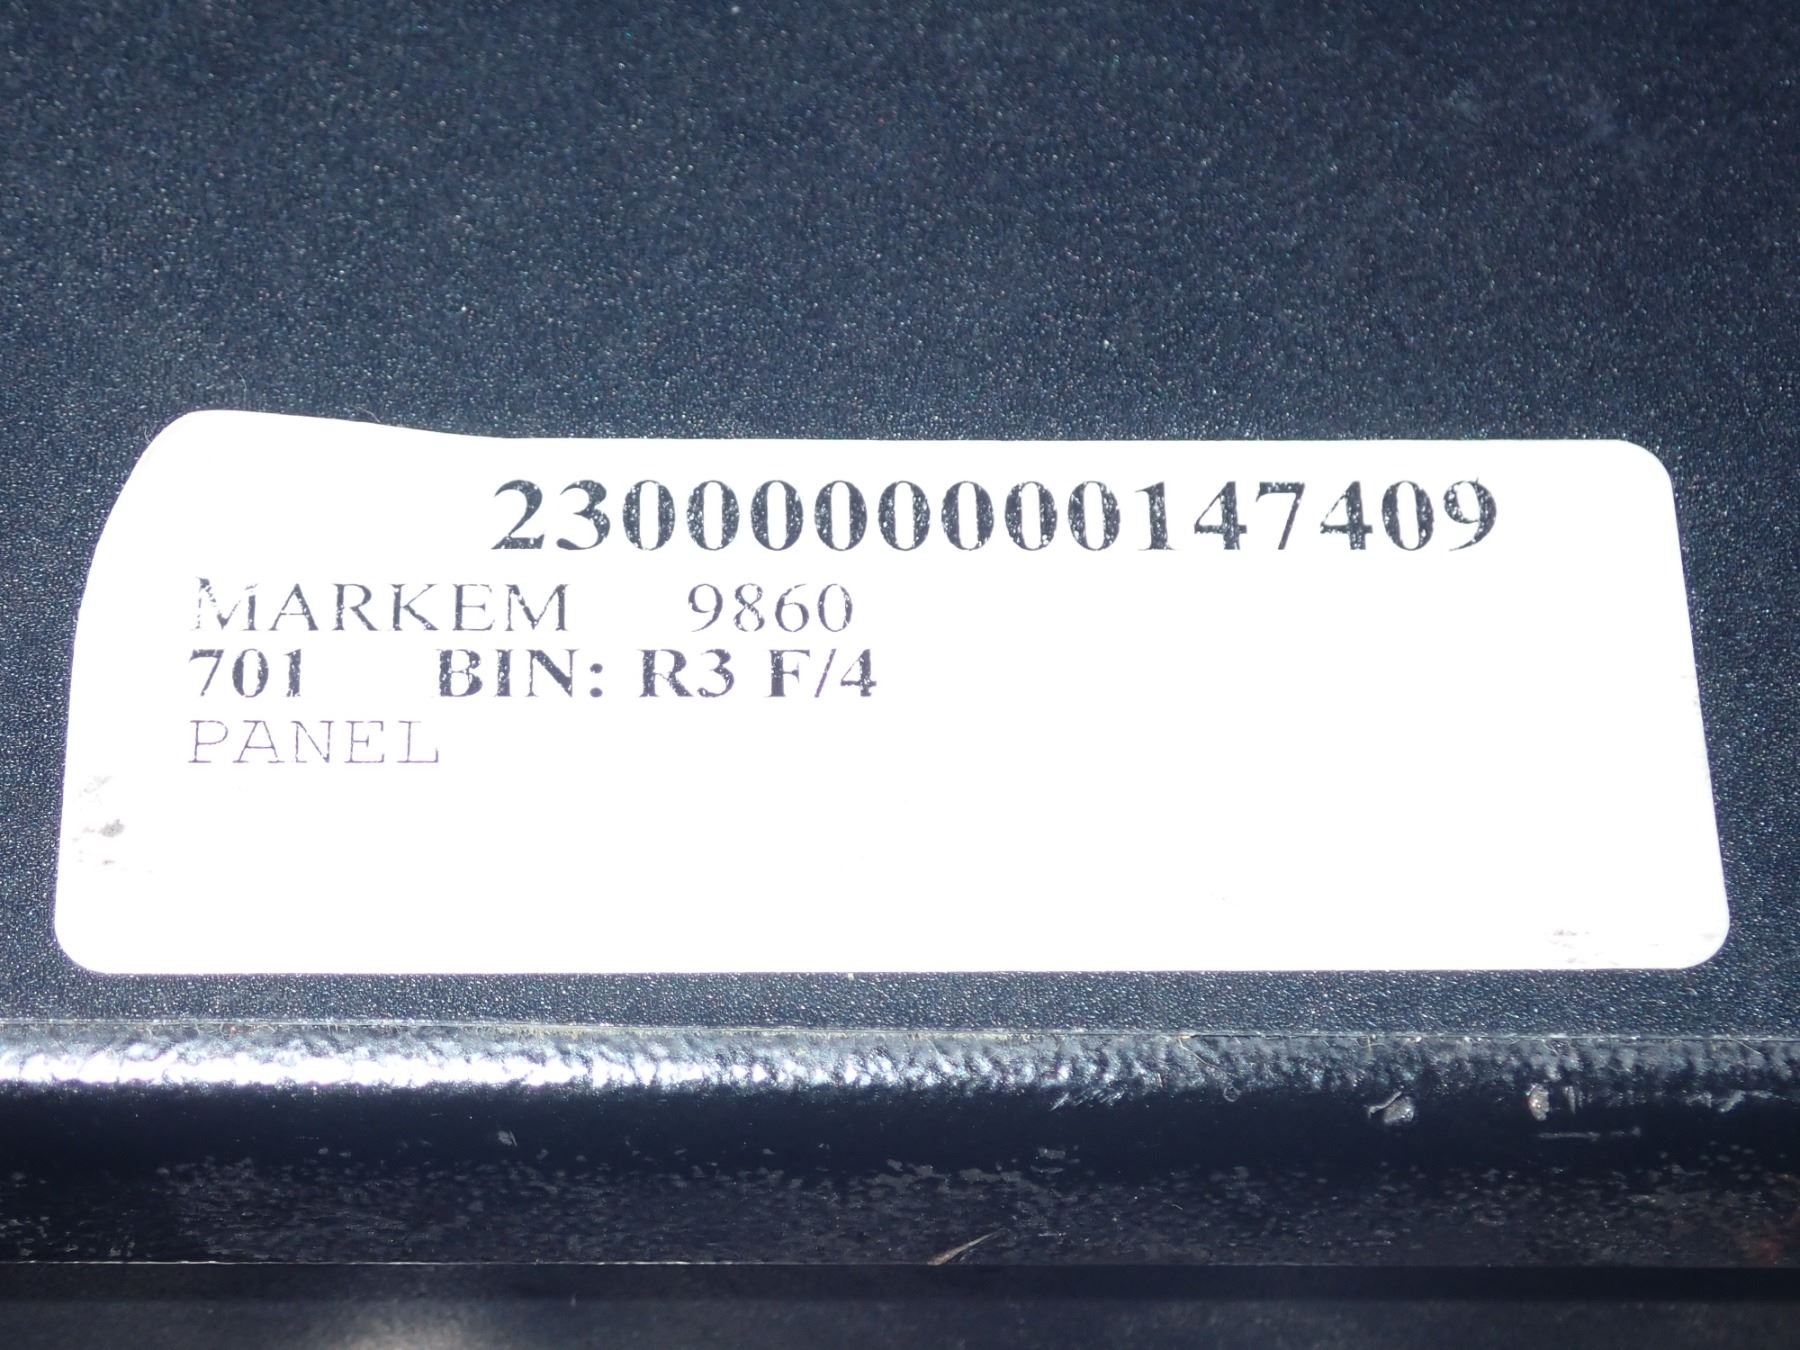 2300000000147409
MARKEM 9860
701 BIN: R3 F/4
PANEL